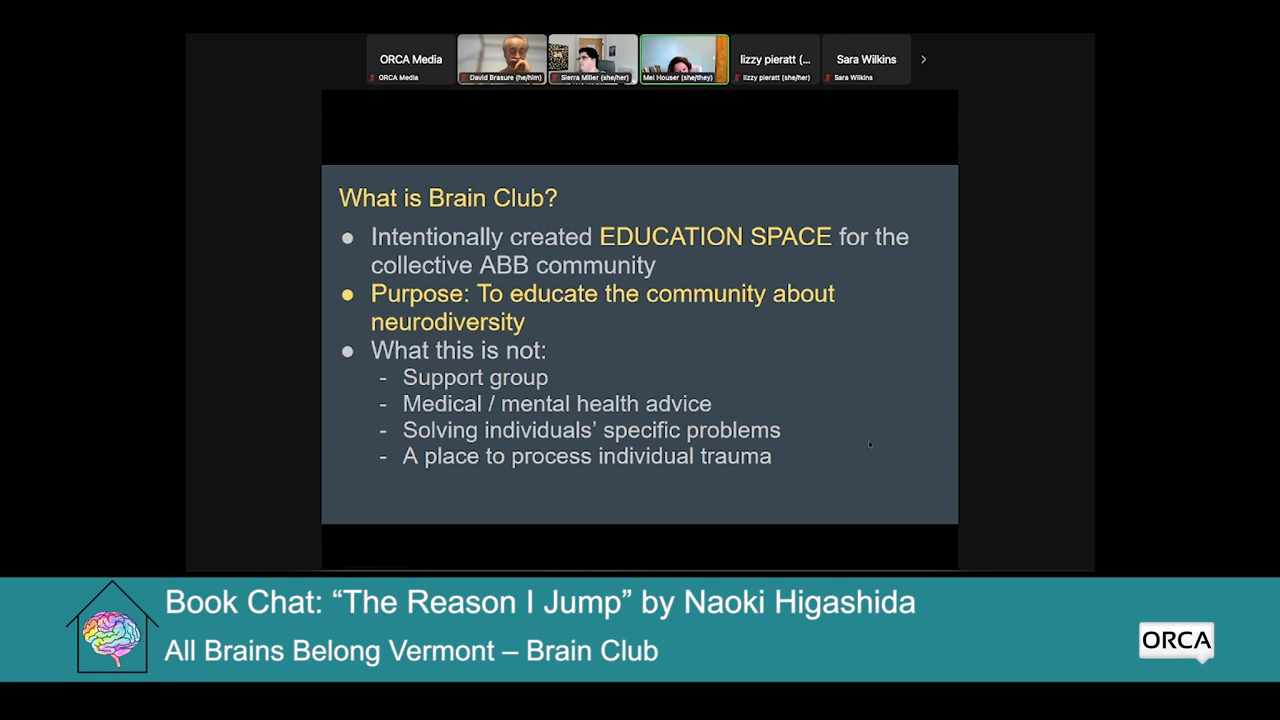 ORCA Media
lizzy pieratt (...
Sara Wilkins
ORCA Media
David Brasure (he/him)
Sierra Miller (she/her)
Mel Houser (she/they)
lizzy pieratt (she/her)
Sara Wilkins
What is Brain Club?
● Intentionally created EDUCATION SPACE for the
collective ABB community
● Purpose: To educate the community about
neurodiversity
● What this is not:
- Support group
- Medical / mental health advice
- Solving individuals’ specific problems
- A place to process individual trauma
Book Chat: “The Reason I Jump” by Naoki Higashida
All Brains Belong Vermont – Brain Club
ORCA